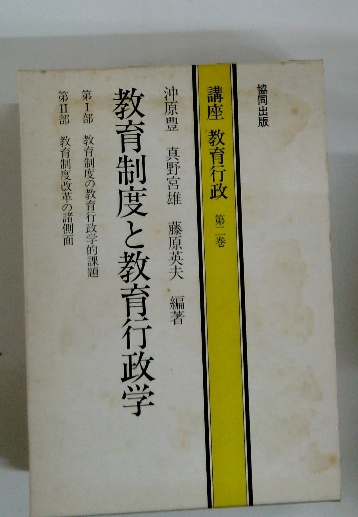 協同出版
講座 教育行政 第二巻
沖原豊 真野宮雄 藤原英夫 編著
教育制度と教育行政学
第Ⅰ部 教育制度の教育行政学的課題
第Ⅱ部 教育制度改革の諸側面